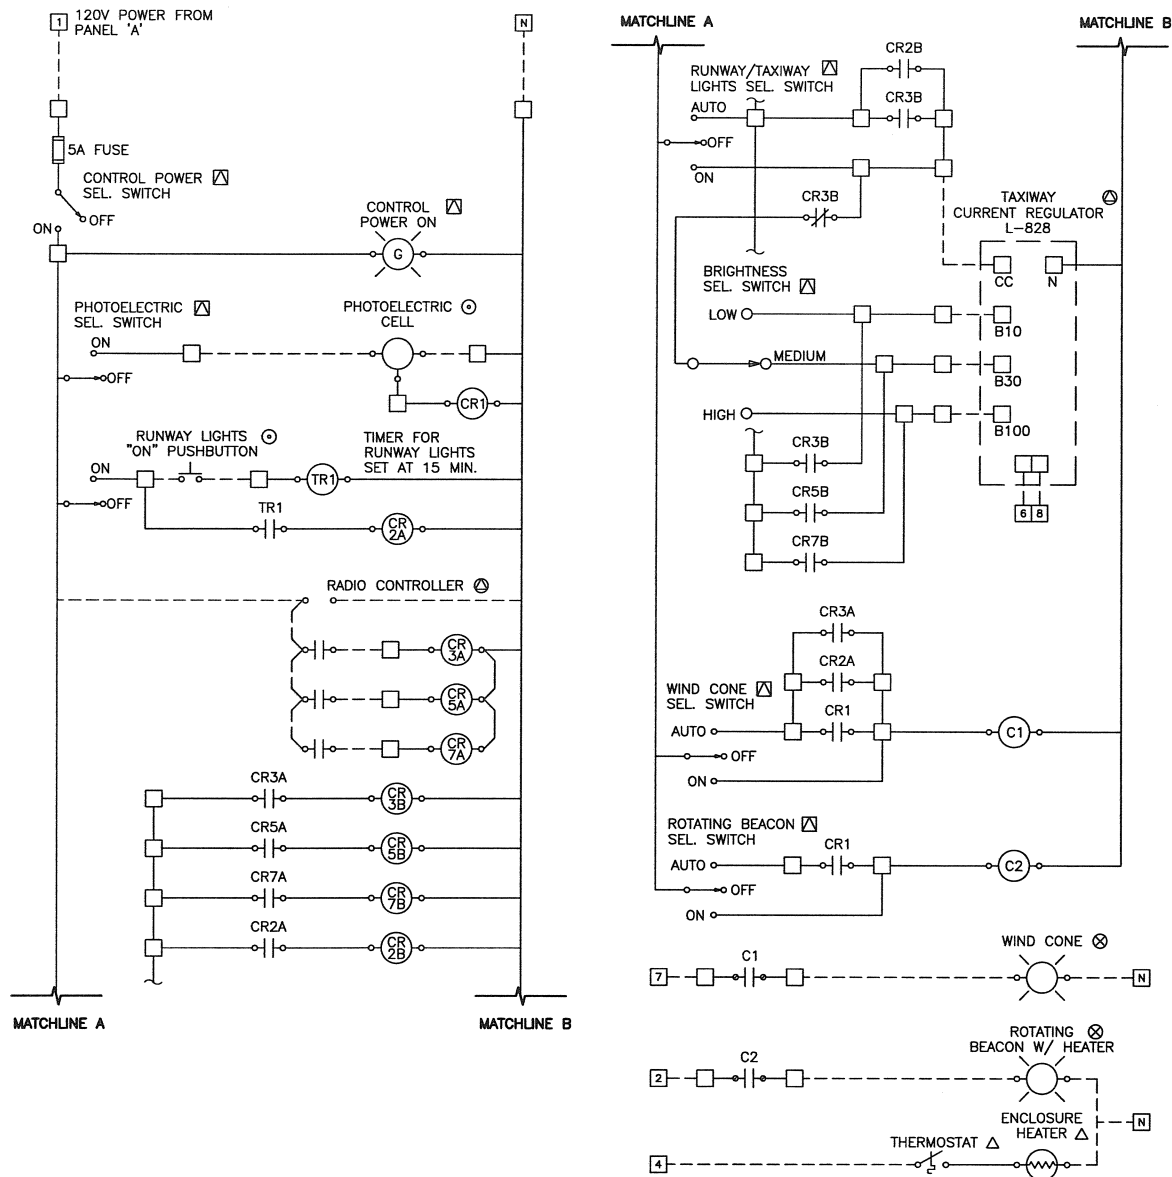 1
120V POWER FROM
PANEL 'A'
N
5A FUSE
CONTROL POWER
SEL. SWITCH
OFF
ON
CONTROL
POWER ON
G
PHOTOELECTRIC
SEL. SWITCH
ON
OFF
PHOTOELECTRIC
CELL
CR1
RUNWAY LIGHTS
"ON" PUSHBUTTON
TIMER FOR
RUNWAY LIGHTS
SET AT 15 MIN.
ON
OFF
TR1
TR1
CR
2A
RADIO CONTROLLER
CR
3A
CR
5A
CR
7A
CR3A
CR
3B
CR5A
CR
5B
CR7A
CR
7B
CR2A
CR
2B
MATCHLINE A
MATCHLINE B
MATCHLINE A
MATCHLINE B
RUNWAY/TAXIWAY
LIGHTS SEL. SWITCH
CR2B
CR3B
AUTO
OFF
ON
CR3B
TAXIWAY
CURRENT REGULATOR
L-828
CC
N
BRIGHTNESS
SEL. SWITCH
LOW
B10
MEDIUM
B30
HIGH
B100
CR3B
CR5B
CR7B
6
8
CR3A
CR2A
CR1
WIND CONE
SEL. SWITCH
AUTO
OFF
ON
C1
ROTATING BEACON
SEL. SWITCH
AUTO
OFF
ON
CR1
C2
WIND CONE
7
C1
N
ROTATING
BEACON W/ HEATER
2
C2
N
ENCLOSURE
HEATER
THERMOSTAT
4